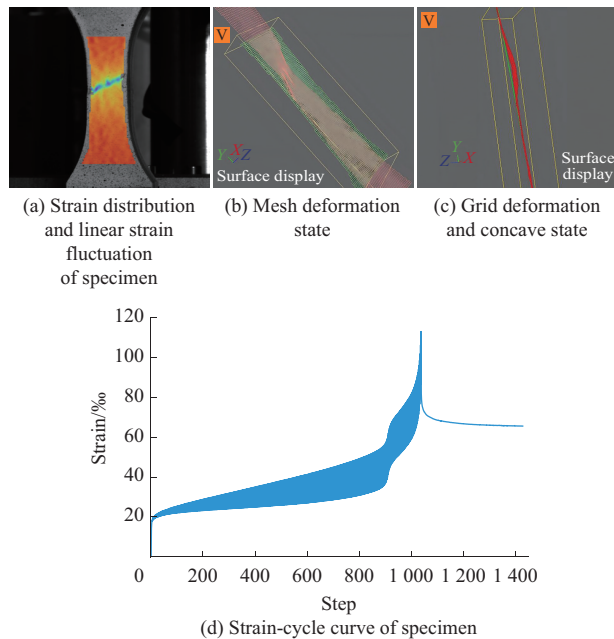 V
Y X Z
Surface display
V
Y
Z X
Surface
display
(a) Strain distribution
and linear strain
fluctuation
of specimen
(b) Mesh deformation
state
(c) Grid deformation
and concave state
120
100
80
60
40
20
Strain/‰
0 200 400 600 800 1 000 1 200 1 400
Step
(d) Strain-cycle curve of specimen